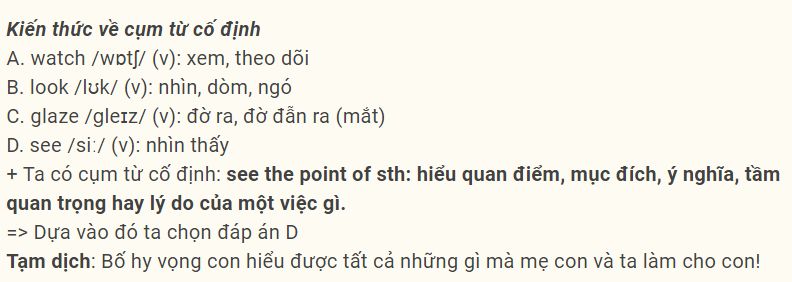 Kiến thức về cụm từ cố định
A. watch /wɒtʃ/ (v): xem, theo dõi
B. look /lʊk/ (v): nhìn, dòm, ngó
C. glaze /gleɪz/ (v): đờ ra, đờ đẫn ra (mắt)
D. see /siː/ (v): nhìn thấy
+ Ta có cụm từ cố định: see the point of sth: hiểu quan điểm, mục đích, ý nghĩa, tầm
quan trọng hay lý do của một việc gì.
=> Dựa vào đó ta chọn đáp án D
Tạm dịch: Bố hy vọng con hiểu được tất cả những gì mà mẹ con và ta làm cho con!